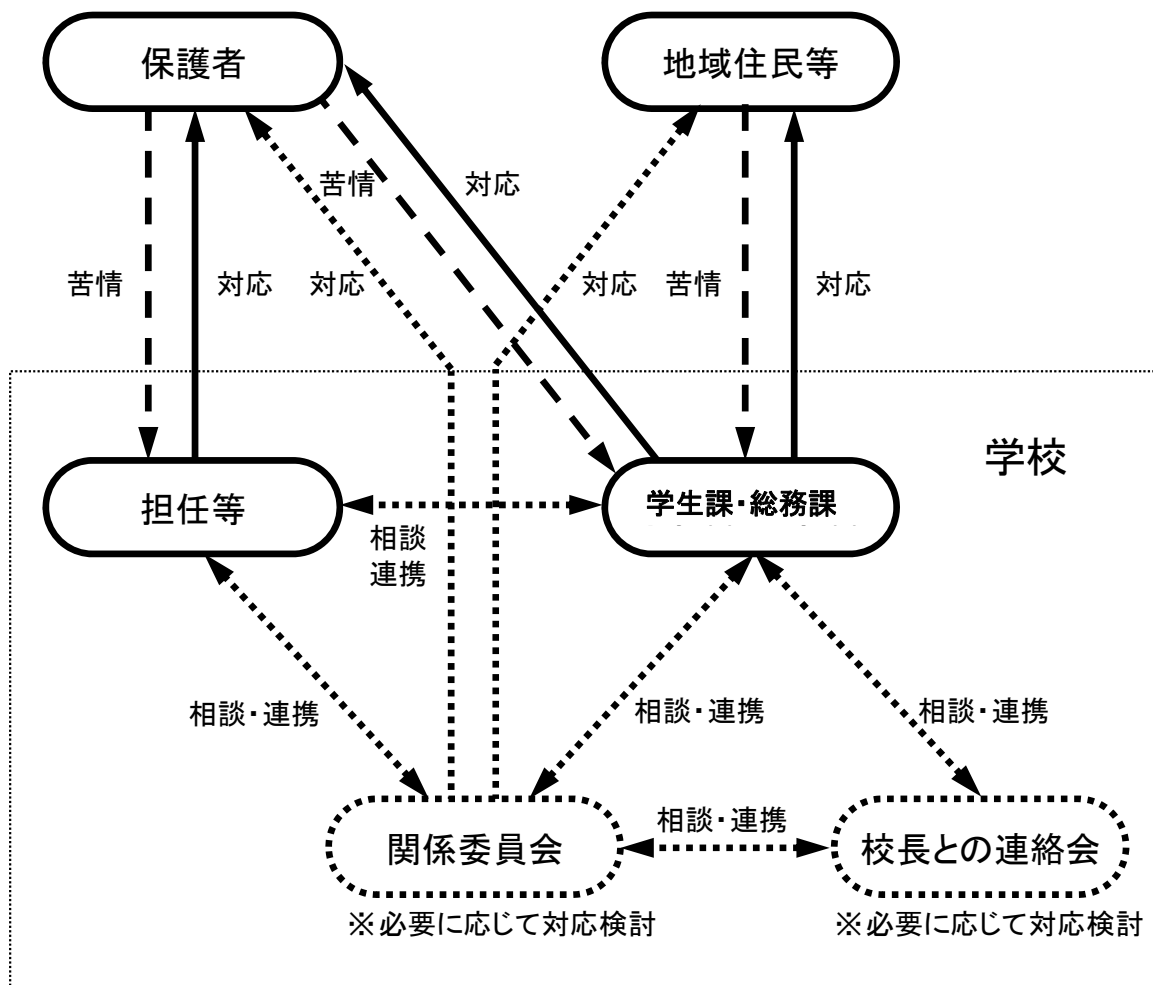 保護者
地域住民等
苦情
対応
苦情
対応
対応
対応
苦情
対応
学校
担任等
学生課・総務課
相談
連携
相談・連携
相談・連携
相談・連携
相談・連携
関係委員会
校長との連絡会
※必要に応じて対応検討
※必要に応じて対応検討